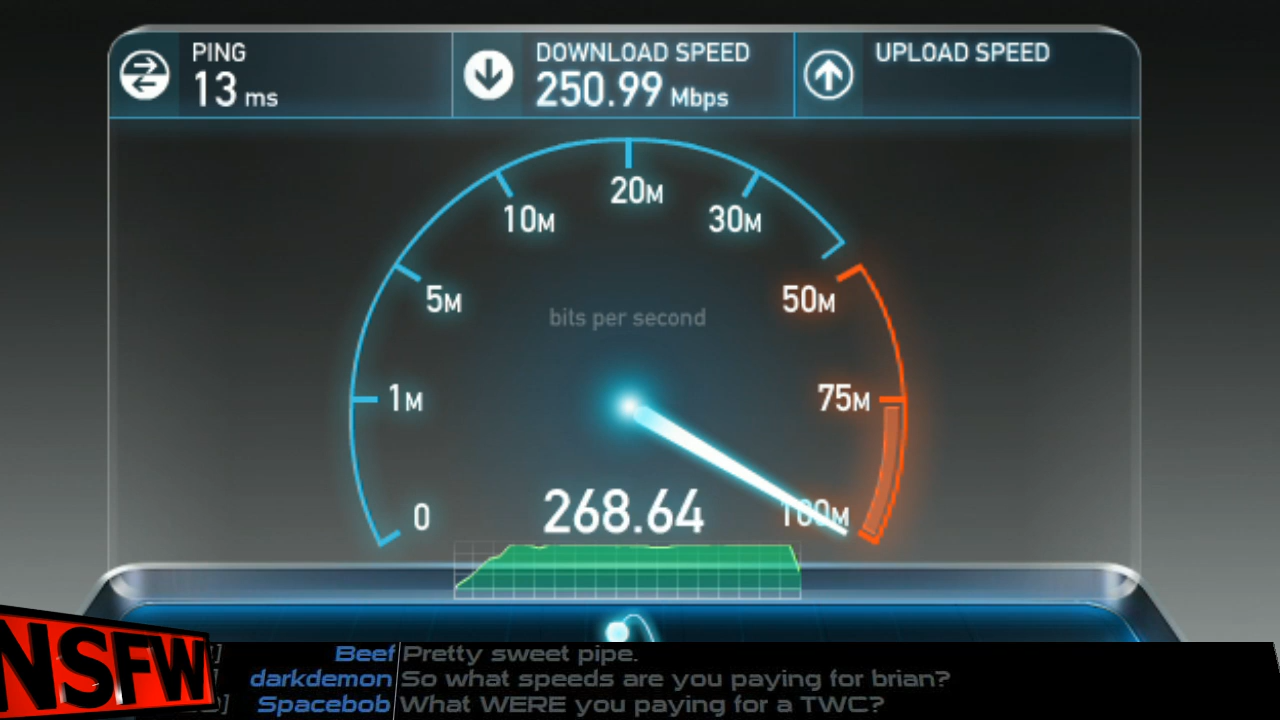 PING
13 ms
DOWNLOAD SPEED
250.99 Mbps
UPLOAD SPEED
20M
10M
30M
5M
50M
bits per second
1M
75M
268.64
0
100M
NSFW
Beef Pretty sweet pipe.
darkdemon So what speeds are you paying for brian?
Spacebob What WERE you paying for a TWC?